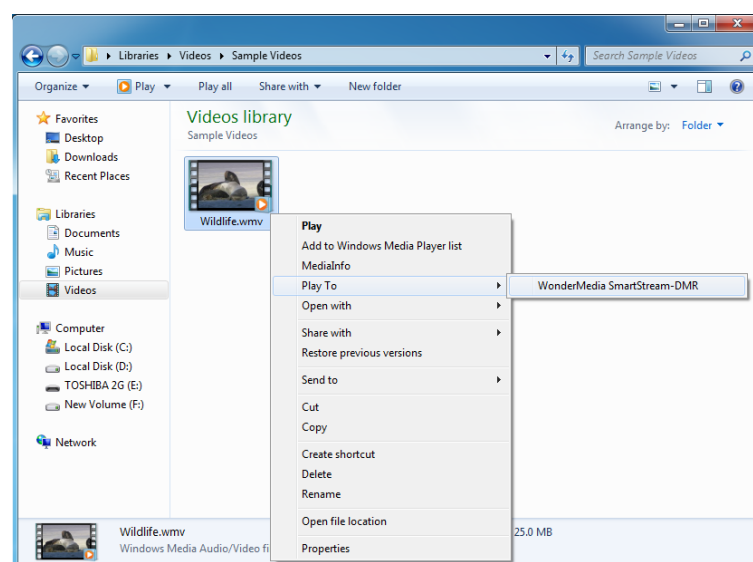 Libraries ▸ Videos ▸ Sample Videos
Search Sample Videos
Organize ▾ Play ▾ Play all Share with ▾ New folder
Favorites
Desktop
Downloads
Recent Places
Libraries
Documents
Music
Pictures
Videos
Computer
Local Disk (C:)
Local Disk (D:)
TOSHIBA 2G (E:)
New Volume (F:)
Network
Videos library
Sample Videos
Arrange by: Folder ▾
Wildlife.wmv
Play
Add to Windows Media Player list
MediaInfo
Play To
WonderMedia SmartStream-DMR
Open with
Share with
Restore previous versions
Send to
Cut
Copy
Create shortcut
Delete
Rename
Open file location
Properties
Wildlife.wmv
Windows Media Audio/Video fi
25.0 MB